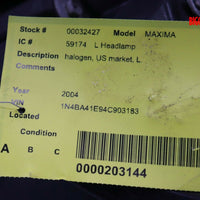 Stock # 00032427 Model MAXIMA
IC # 59174 L Headlamp
Description halogen, US market, L
Comments
Year 2004
VIN 1N4BA41E94C903183
Located
Condition
A B C
0000203144